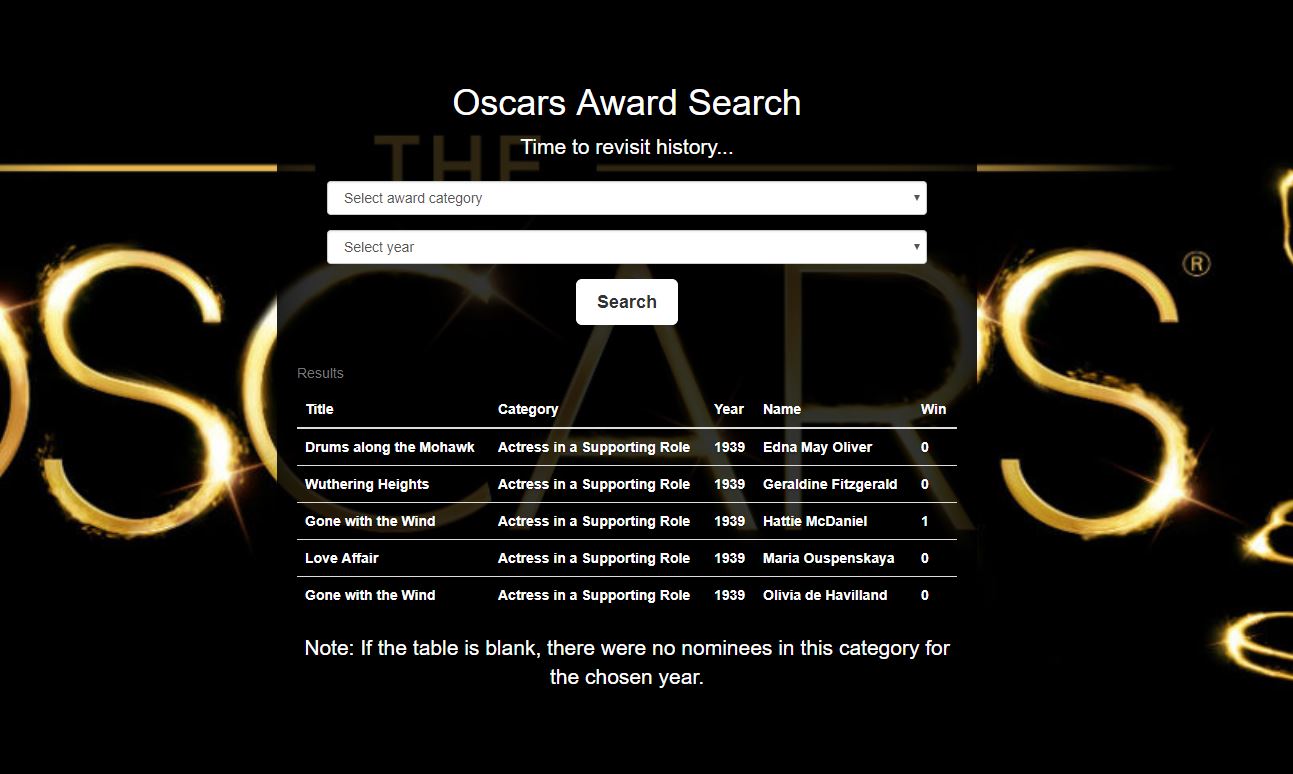 Oscars Award Search
THE
Time to revisit history...
Select award category
Select year
OSCARS®
Search
Results
Title Category Year Name Win
Drums along the Mohawk Actress in a Supporting Role 1939 Edna May Oliver 0
Wuthering Heights Actress in a Supporting Role 1939 Geraldine Fitzgerald 0
Gone with the Wind Actress in a Supporting Role 1939 Hattie McDaniel 1
Love Affair Actress in a Supporting Role 1939 Maria Ouspenskaya 0
Gone with the Wind Actress in a Supporting Role 1939 Olivia de Havilland 0
Note: If the table is blank, there were no nominees in this category for
the chosen year.